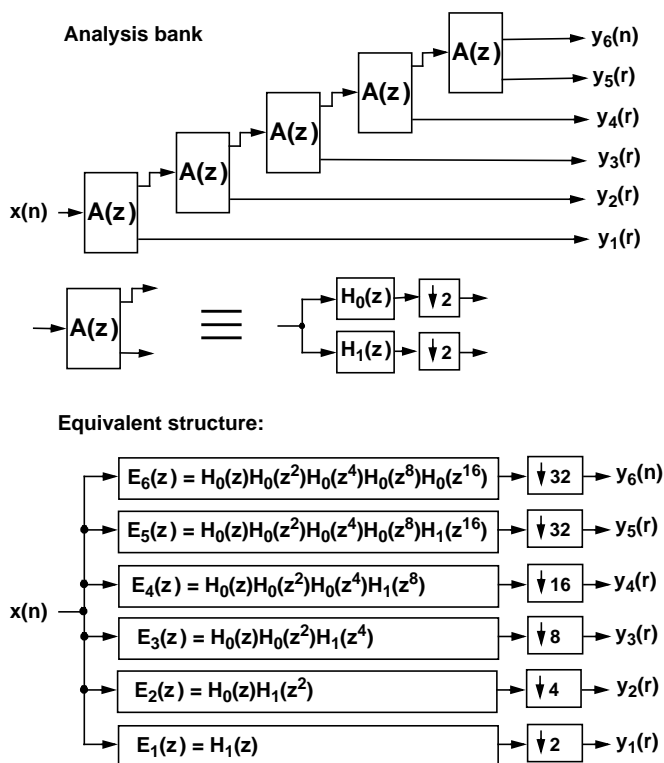 Analysis bank
y₆(n)
A(z)
y₅(r)
A(z)
y₄(r)
A(z)
y₃(r)
A(z)
y₂(r)
x(n)
A(z)
y₁(r)
H₀(z)
↓2
A(z)
≡
H₁(z)
↓2
Equivalent structure:
E₆(z) = H₀(z)H₀(z²)H₀(z⁴)H₀(z⁸)H₀(z¹⁶)
↓32
y₆(n)
E₅(z) = H₀(z)H₀(z²)H₀(z⁴)H₀(z⁸)H₁(z¹⁶)
↓32
y₅(r)
E₄(z) = H₀(z)H₀(z²)H₀(z⁴)H₁(z⁸)
↓16
y₄(r)
x(n)
E₃(z) = H₀(z)H₀(z²)H₁(z⁴)
↓8
y₃(r)
E₂(z) = H₀(z)H₁(z²)
↓4
y₂(r)
E₁(z) = H₁(z)
↓2
y₁(r)